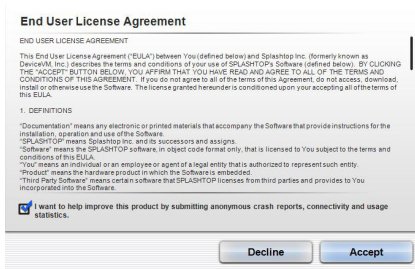 End User License Agreement
END USER LICENSE AGREEMENT
This End User License Agreement ("EULA") between You (defined below) and Splashtop Inc. (formerly known as
DeviceVM, Inc.) describes the terms and conditions of your use of SPLASHTOP's Software (defined below). BY CLICKING
THE "ACCEPT" BUTTON BELOW, YOU AFFIRM THAT YOU HAVE READ AND AGREE TO ALL OF THE TERMS AND
CONDITIONS OF THIS AGREEMENT. If you do not agree to all of the terms of this Agreement, do not access, download,
install or otherwise use the Software. The license granted hereunder is conditioned upon your accepting all of the terms of
this EULA.
1. DEFINITIONS
"Documentation" means any electronic or printed materials that accompany the Software that provide instructions for the
installation, operation and use of the Software.
"SPLASHTOP" means Splashtop Inc. and its successors and assigns.
"Software" means the SPLASHTOP software, in object code format only, that is licensed to You subject to the terms and
conditions of this EULA.
"You" means an individual or an employee or agent of a legal entity that is authorized to represent such entity.
"Product" means the hardware product in which the Software is embedded.
"Third Party Software" means certain software that SPLASHTOP licenses from third parties and provides to You
incorporated into the Software.
I want to help improve this product by submitting anonymous crash reports, connectivity and usage
statistics.
Decline
Accept